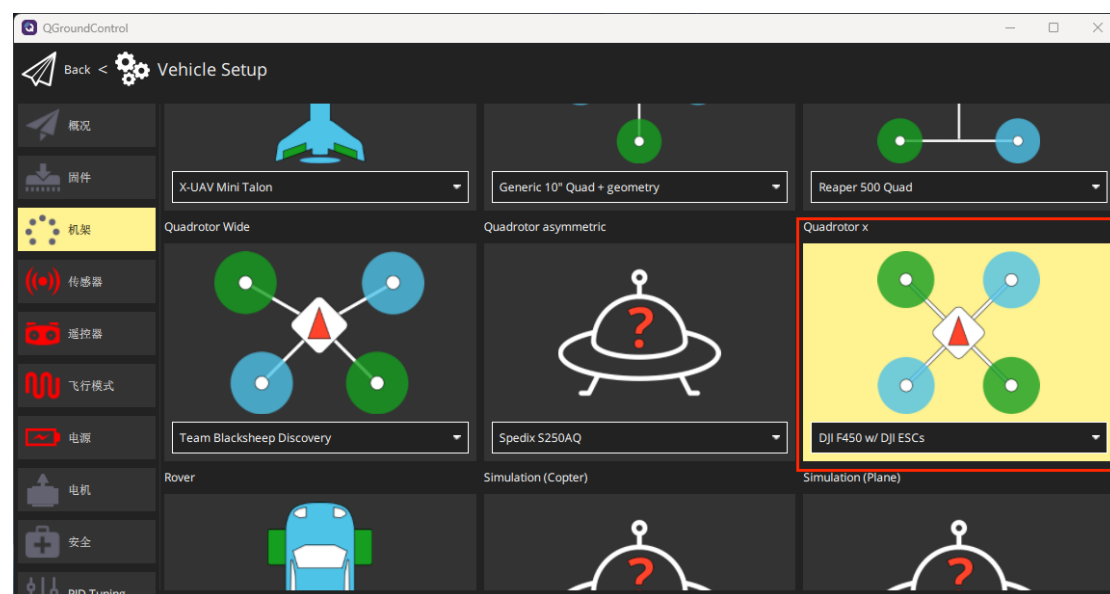 QGroundControl
Back < Vehicle Setup
概况
固件
机架
传感器
遥控器
飞行模式
电源
电机
安全
PID Tuning
X-UAV Mini Talon
Generic 10" Quad + geometry
Reaper 500 Quad
Quadrotor Wide
Quadrotor asymmetric
Quadrotor x
?
Team Blacksheep Discovery
Spedix S250AQ
DJI F450 w/ DJI ESCs
Rover
Simulation (Copter)
Simulation (Plane)
?
?